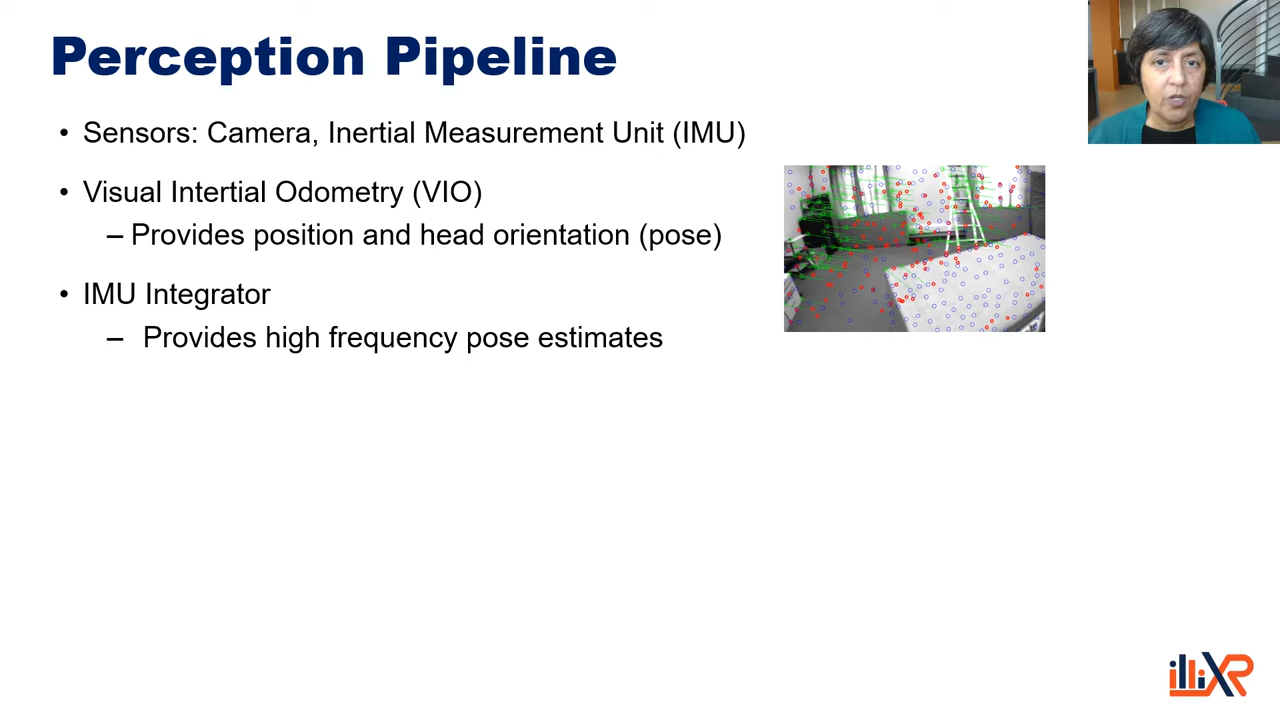 Perception Pipeline
• Sensors: Camera, Inertial Measurement Unit (IMU)
• Visual Intertial Odometry (VIO)
– Provides position and head orientation (pose)
• IMU Integrator
– Provides high frequency pose estimates
illiXR